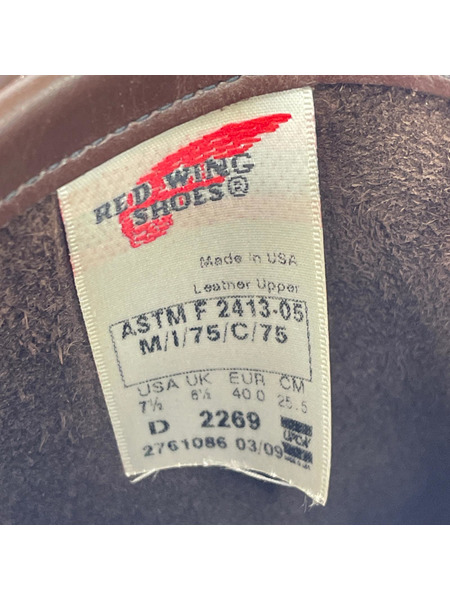 RED WING
SHOES®
Made in USA
Leather Upper
ASTM F 2413-05
M/I/75/C/75
USA UK EUR CM
7½ 6½ 40.0 25.5
D 2269
2761086 03/09